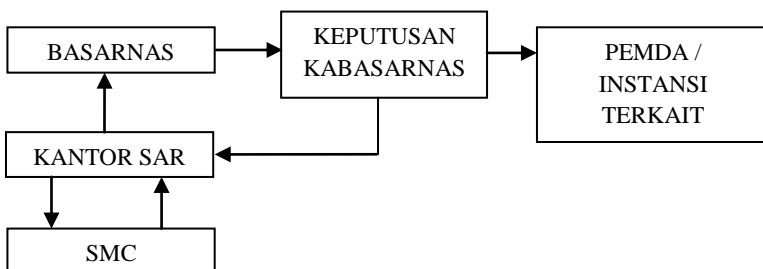 BASARNAS
KEPUTUSAN
KABASARNAS
PEMDA /
INSTANSI
TERKAIT
KANTOR SAR
SMC